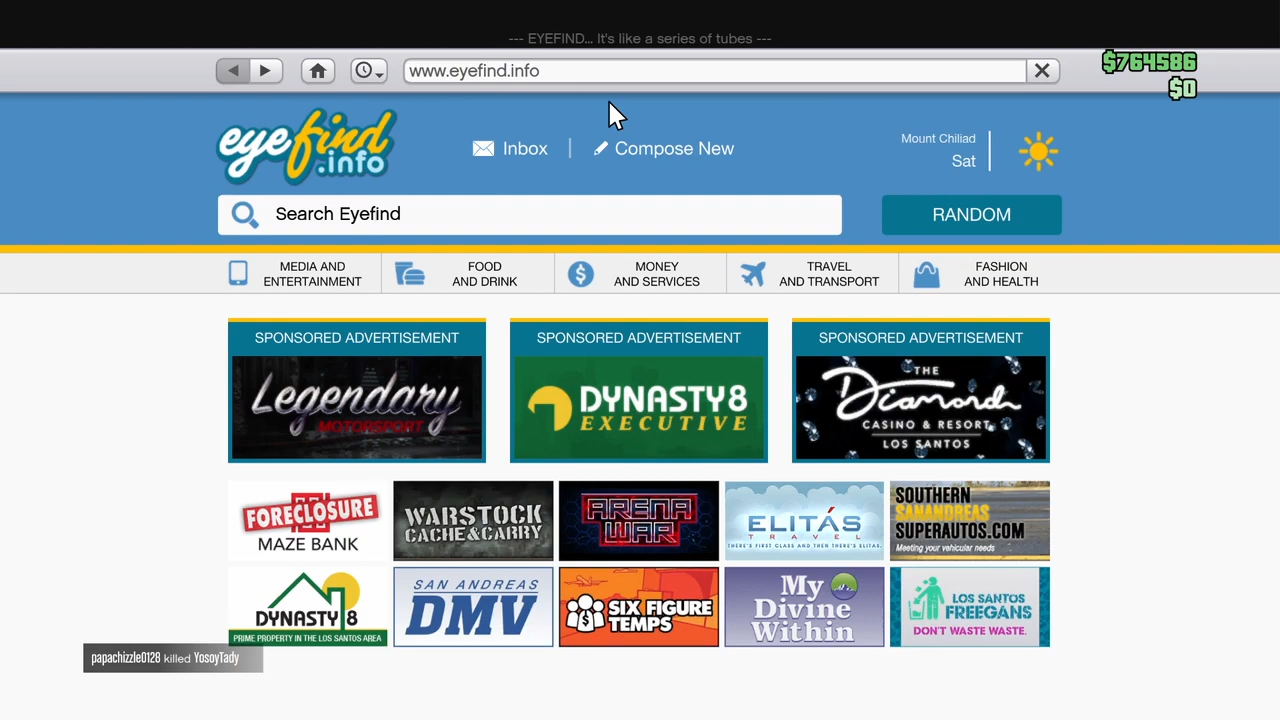 --- EYEFIND... It's like a series of tubes ---
www.eyefind.info
$764586
$0
eyefind
.info
Inbox
Compose New
Mount Chiliad
Sat
Search Eyefind
RANDOM
MEDIA AND
ENTERTAINMENT
FOOD
AND DRINK
MONEY
AND SERVICES
TRAVEL
AND TRANSPORT
FASHION
AND HEALTH
SPONSORED ADVERTISEMENT
Legendary
MOTORSPORT
SPONSORED ADVERTISEMENT
DYNASTY8
EXECUTIVE
SPONSORED ADVERTISEMENT
THE
Diamond
CASINO & RESORT
LOS SANTOS
FORECLOSURE
MAZE BANK
WARSTOCK
CACHE&CARRY
ARENA
WAR
ELITÁS
TRAVEL
THERE'S FIRST CLASS AND THEN THERE'S ELITAS.
SOUTHERN
SANANDREAS
SUPERAUTOS.COM
Meeting your vehicular needs
DYNASTY 8
PRIME PROPERTY IN THE LOS SANTOS AREA
SAN ANDREAS
DMV
SIX FIGURE
TEMPS
My
Divine
Within
LOS SANTOS
FREEGANS
DON'T WASTE WASTE.
papachizzle0128 killed YosoyTady